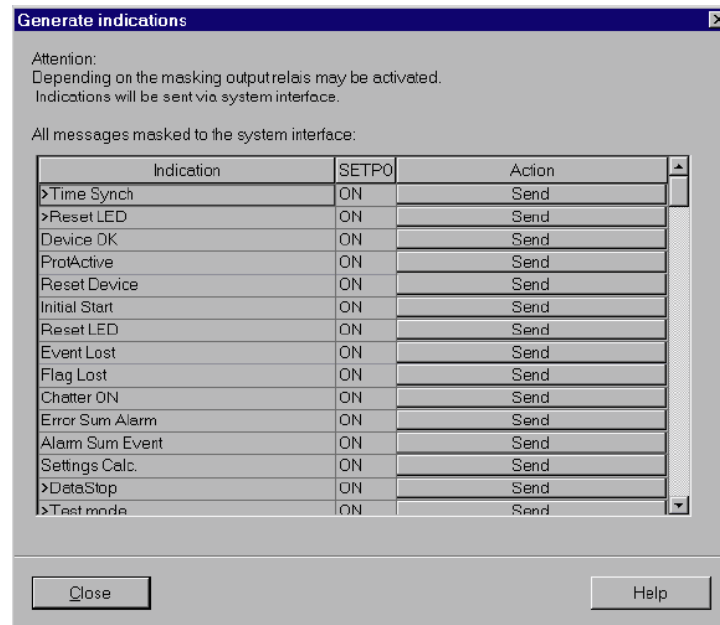 Generate indications
Attention:
Depending on the masking output relais may be activated.
Indications will be sent via system interface.
All messages masked to the system interface:
Indication SETPO Action
>Time Synch ON Send
>Reset LED ON Send
Device OK ON Send
ProtActive ON Send
Reset Device ON Send
Initial Start ON Send
Reset LED ON Send
Event Lost ON Send
Flag Lost ON Send
Chatter ON ON Send
Error Sum Alarm ON Send
Alarm Sum Event ON Send
Settings Calc. ON Send
>DataStop ON Send
>Test mode ON Send
Close Help